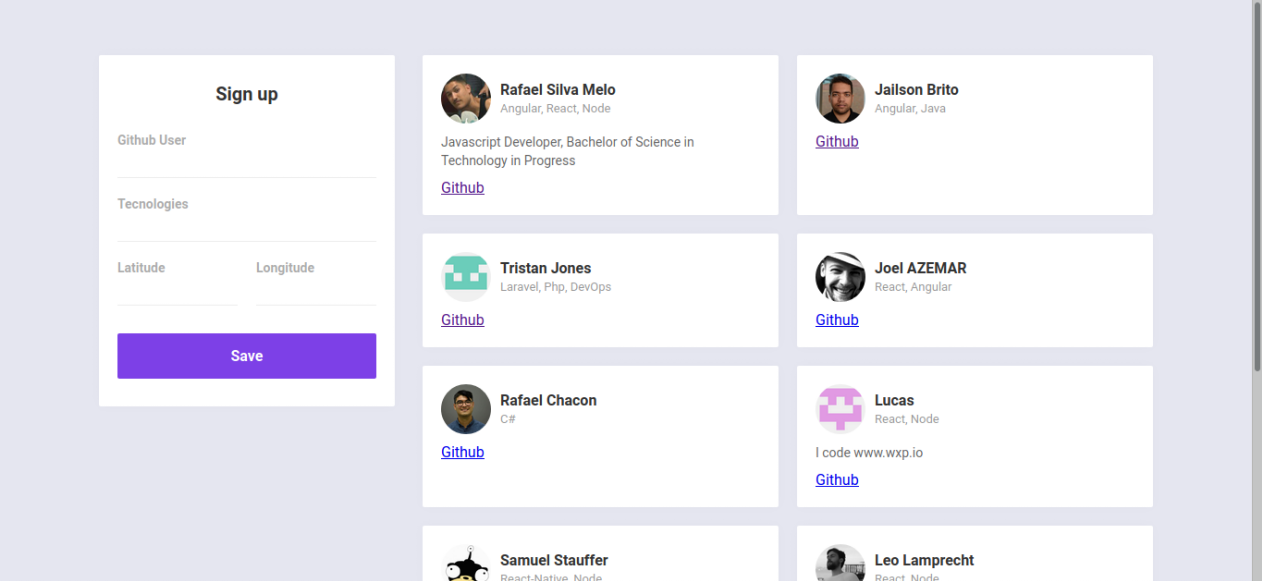 Sign up
Github User
Tecnologies
Latitude Longitude
Save
Rafael Silva Melo
Angular, React, Node
Javascript Developer, Bachelor of Science in
Technology in Progress
Github
Jailson Brito
Angular, Java
Github
Tristan Jones
Laravel, Php, DevOps
Github
Joel AZEMAR
React, Angular
Github
Rafael Chacon
C#
Github
Lucas
React, Node
I code www.wxp.io
Github
Samuel Stauffer
React-Native, Node
Leo Lamprecht
React, Node